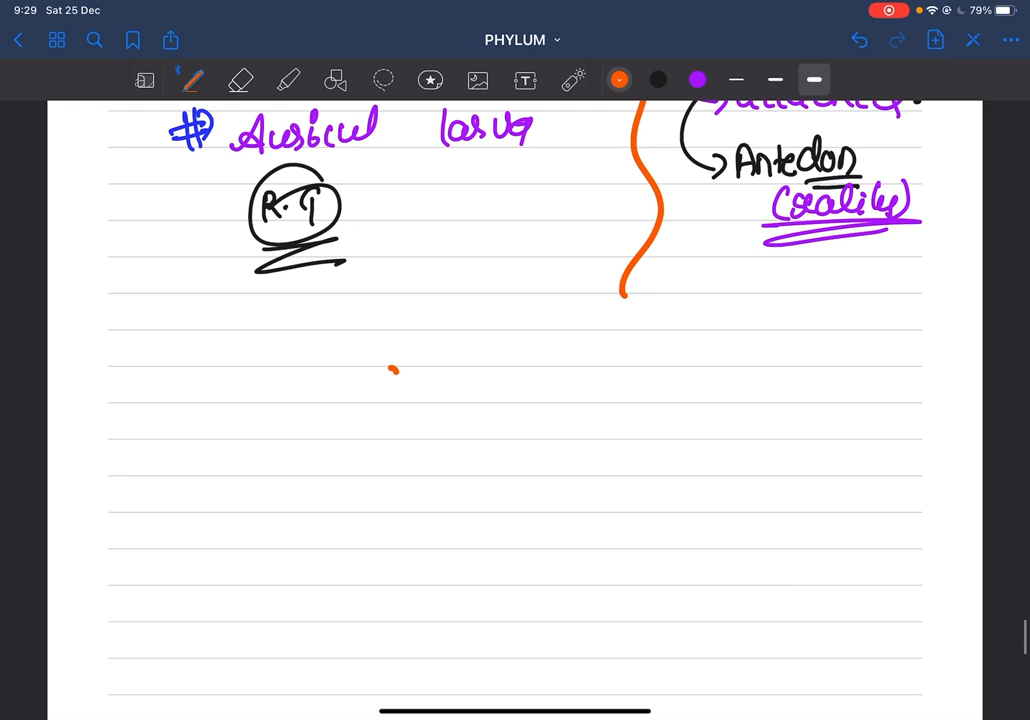 9:29 Sat 25 Dec
79%
PHYLUM
T
# Auricul larva
R.T
Antedon